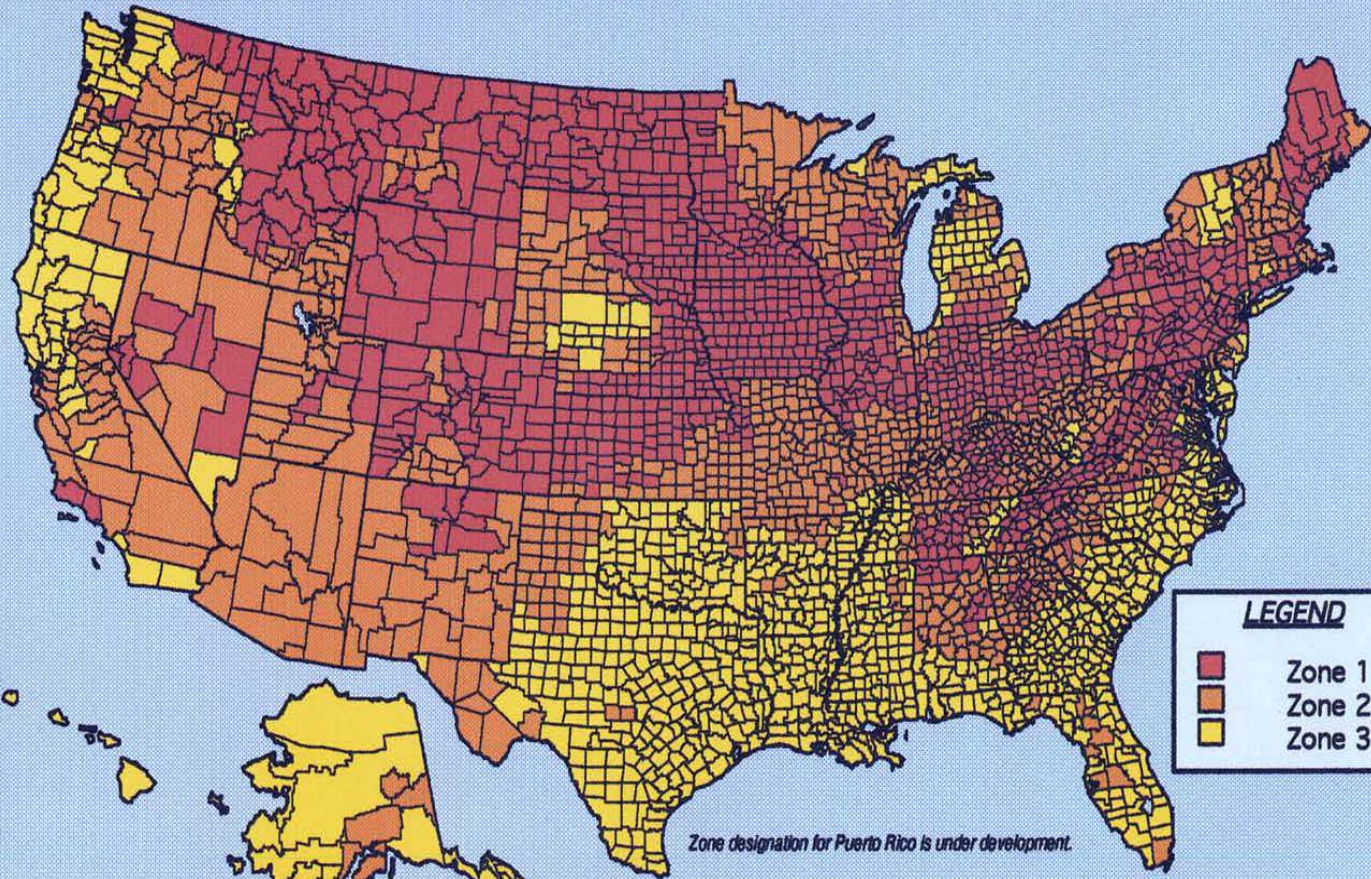 LEGEND
Zone 1
Zone 2
Zone 3
Zone designation for Puerto Rico is under development.